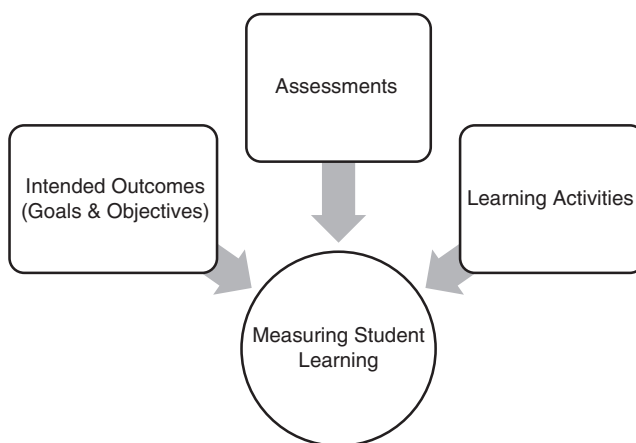 Assessments
Intended Outcomes
(Goals & Objectives)
Learning Activities
Measuring Student
Learning